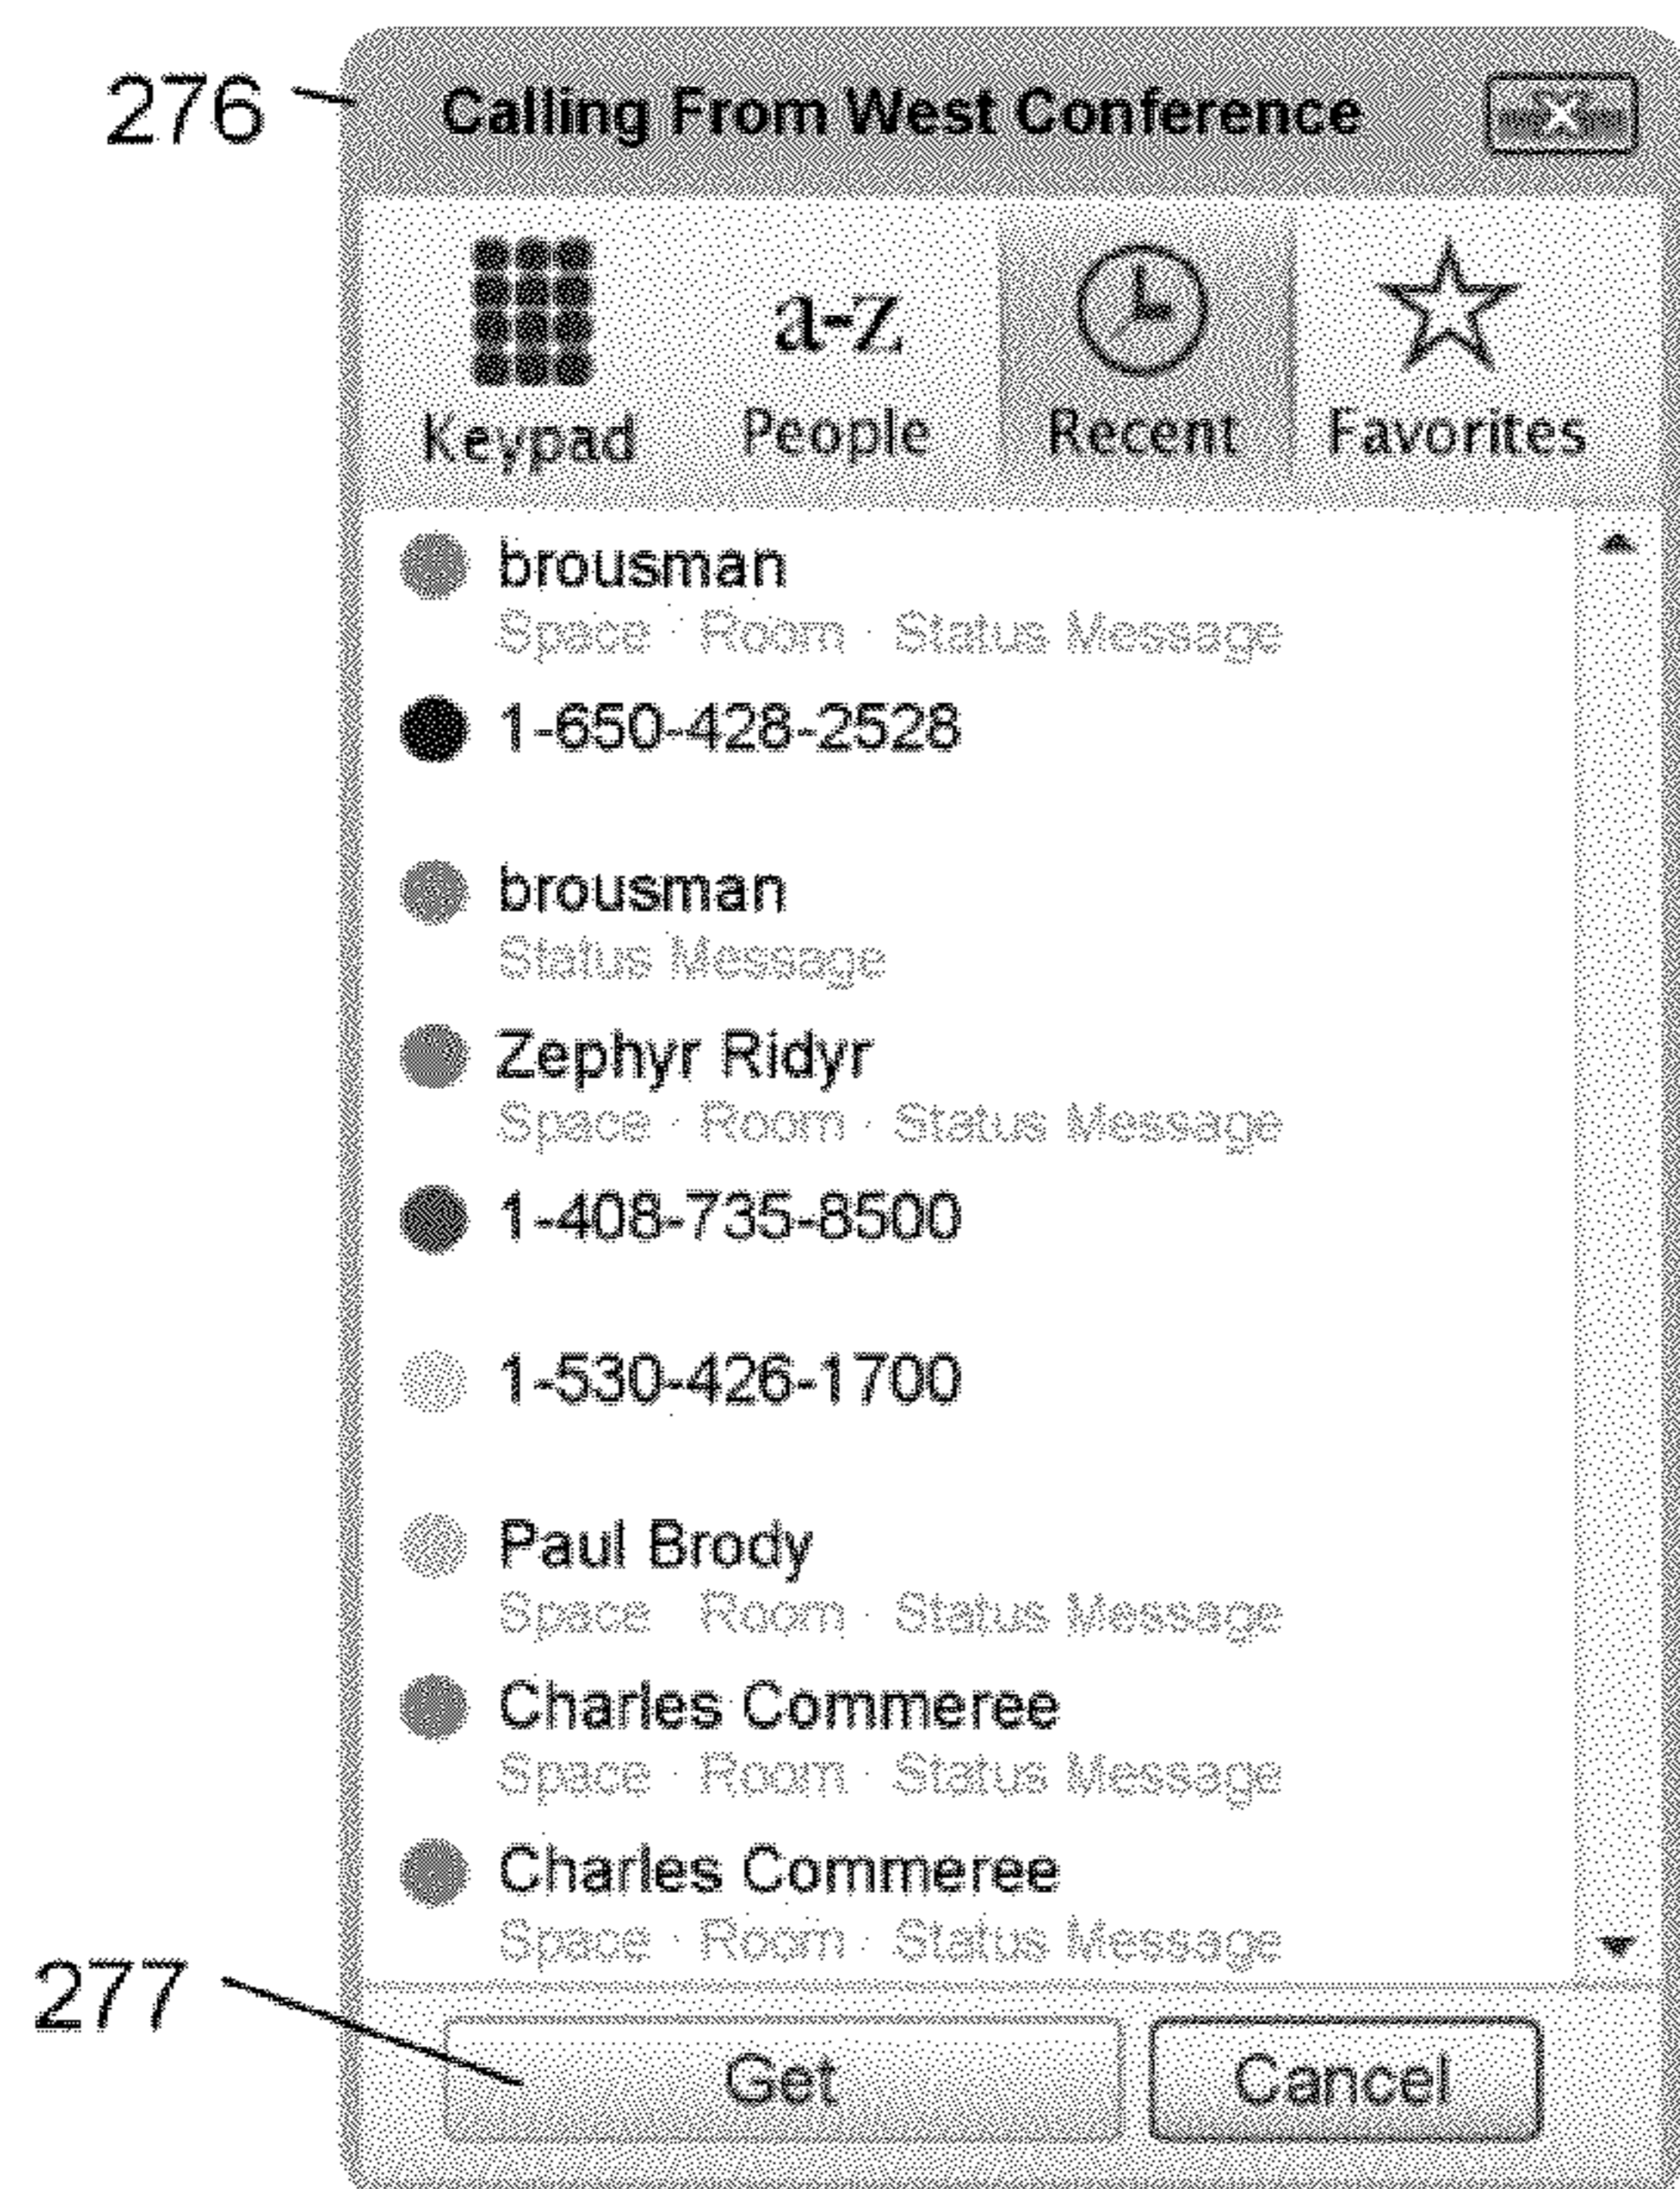 276
Calling From West Conference
X
a-z
Keypad People Recent Favorites
brousman
Space · Room · Status Message
1-650-428-2528
brousman
Status Message
Zephyr Ridyr
Space · Room · Status Message
1-408-735-8500
1-530-426-1700
Paul Brody
Space · Room · Status Message
Charles Commeree
Space · Room · Status Message
Charles Commeree
Space · Room · Status Message
277
Get Cancel